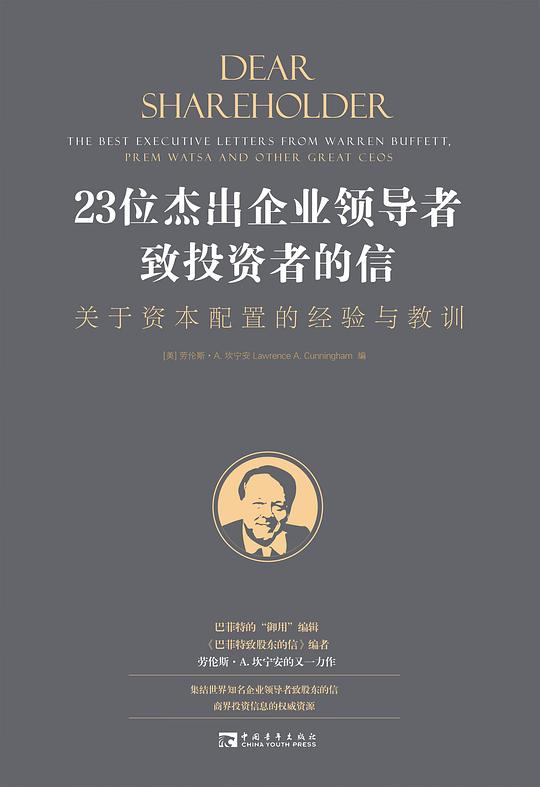 DEAR
SHAREHOLDER
THE BEST EXECUTIVE LETTERS FROM WARREN BUFFETT,
PREM WATSA AND OTHER GREAT CEOS
23位杰出企业领导者
致投资者的信
关于资本配置的经验与教训
[美] 劳伦斯·A. 坎宁安 Lawrence A. Cunningham 编
巴菲特的“御用”编辑
《巴菲特致股东的信》编者
劳伦斯·A. 坎宁安的又一力作
集结世界知名企业领导者致股东的信
商界投资信息的权威资源
中国青年出版社
CHINA YOUTH PRESS